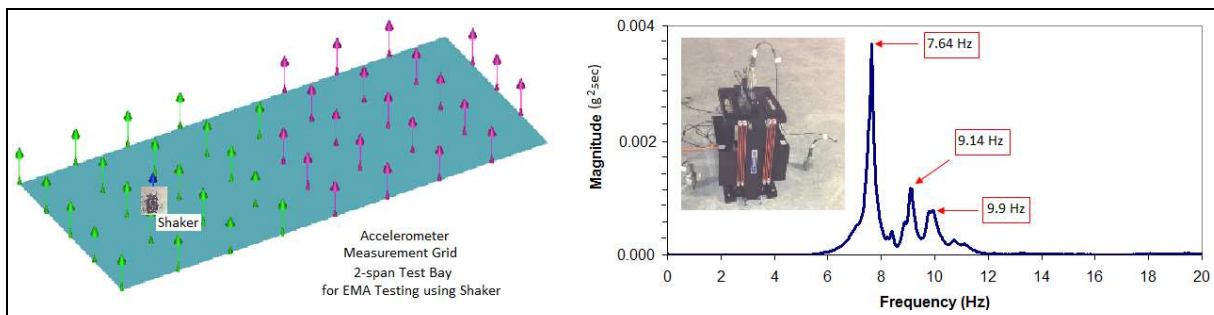 Shaker
Accelerometer
Measurement Grid
2-span Test Bay
for EMA Testing using Shaker
Magnitude (g²sec)
0.004
0.002
0.000
7.64 Hz
9.14 Hz
9.9 Hz
0 2 4 6 8 10 12 14 16 18 20
Frequency (Hz)